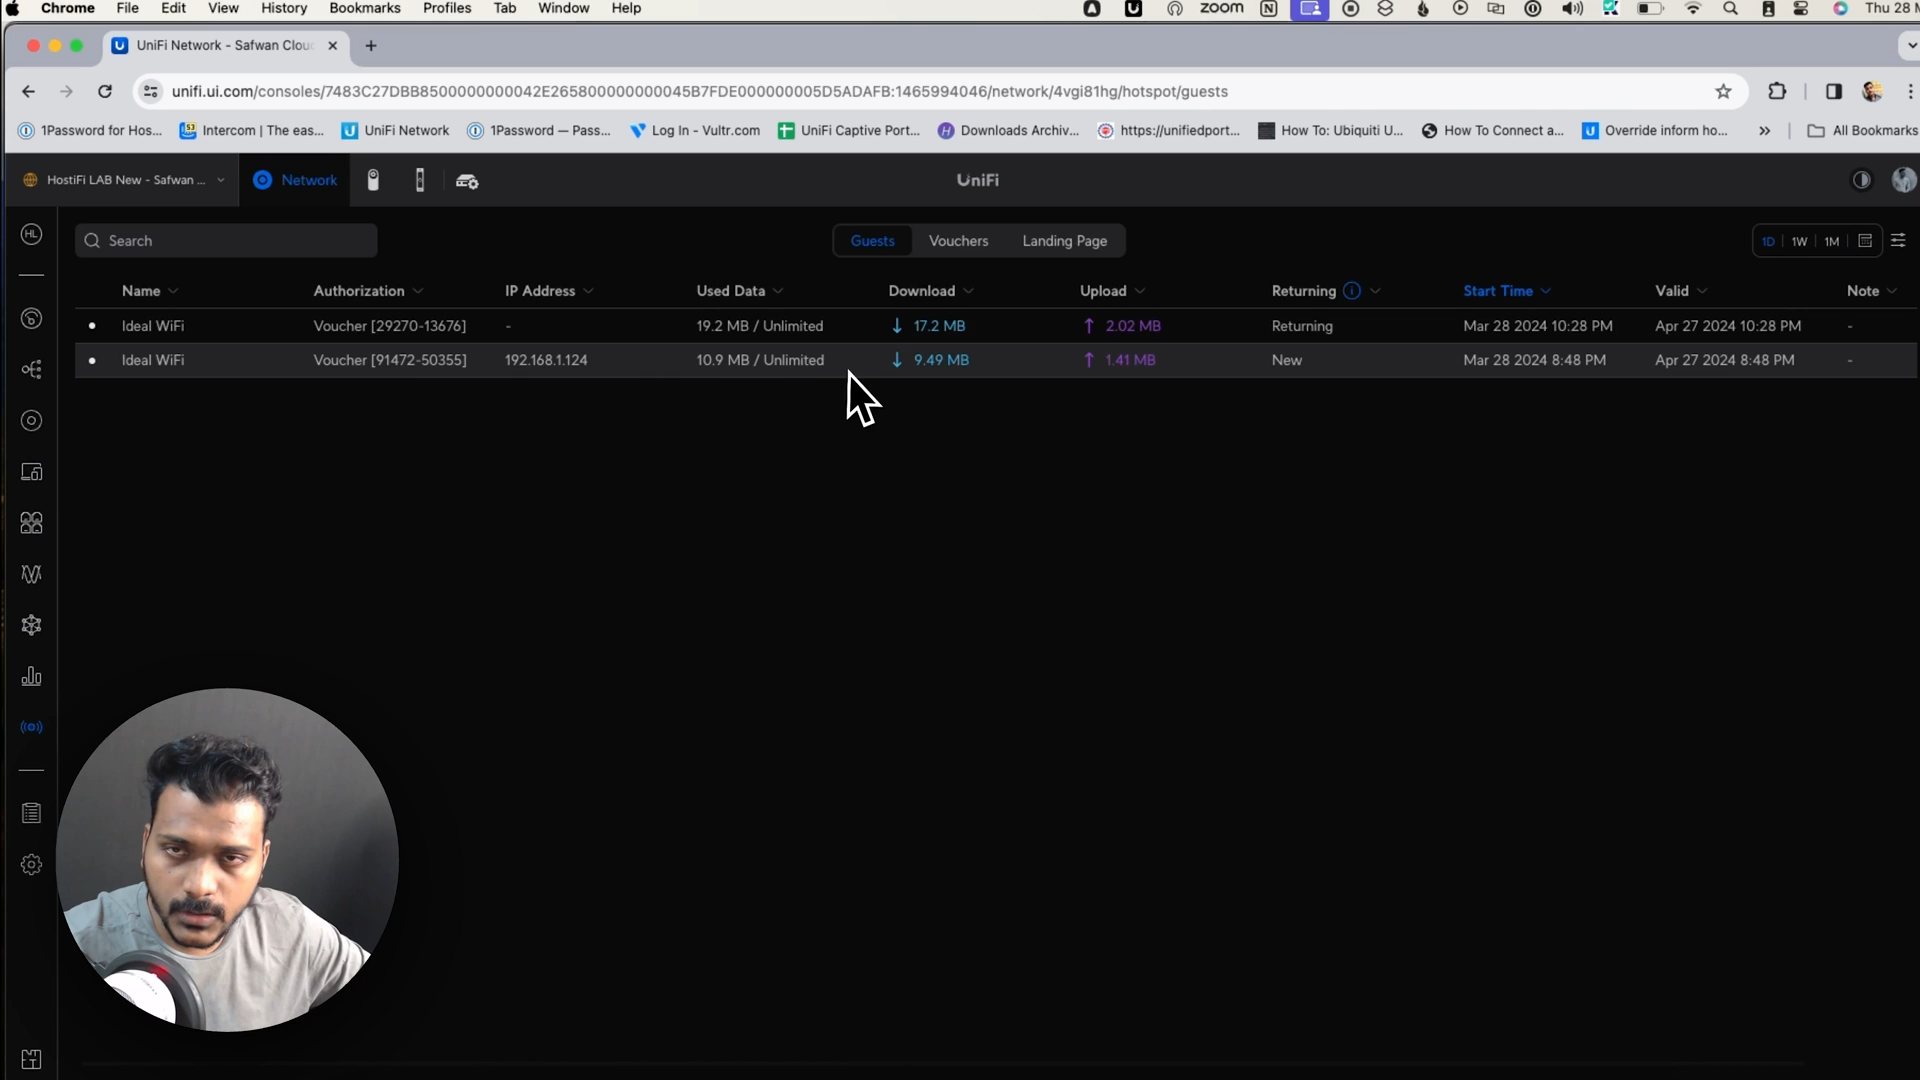 Chrome File Edit View History Bookmarks Profiles Tab Window Help zoom Thu 28
UniFi Network - Safwan Clou
unifi.ui.com/consoles/7483C27DBB8500000000042E265800000000045B7FDE000000005D5ADAFB:1465994046/network/4vgi81hg/hotspot/guests
1Password for Hos... Intercom | The eas... UniFi Network 1Password — Pass... Log In - Vultr.com UniFi Captive Port... Downloads Archiv... https://unifiedport... How To: Ubiquiti U... How To Connect a... Override inform ho... » All Bookmarks
HostiFi LAB New - Safwan ... Network UniFi
HL Search Guests Vouchers Landing Page 1D 1W 1M
Name Authorization IP Address Used Data Download Upload Returning Start Time Valid Note
Ideal WiFi Voucher [29270-13676] - 19.2 MB / Unlimited ↓ 17.2 MB ↑ 2.02 MB Returning Mar 28 2024 10:28 PM Apr 27 2024 10:28 PM -
Ideal WiFi Voucher [91472-50355] 192.168.1.124 10.9 MB / Unlimited ↓ 9.49 MB ↑ 1.41 MB New Mar 28 2024 8:48 PM Apr 27 2024 8:48 PM -